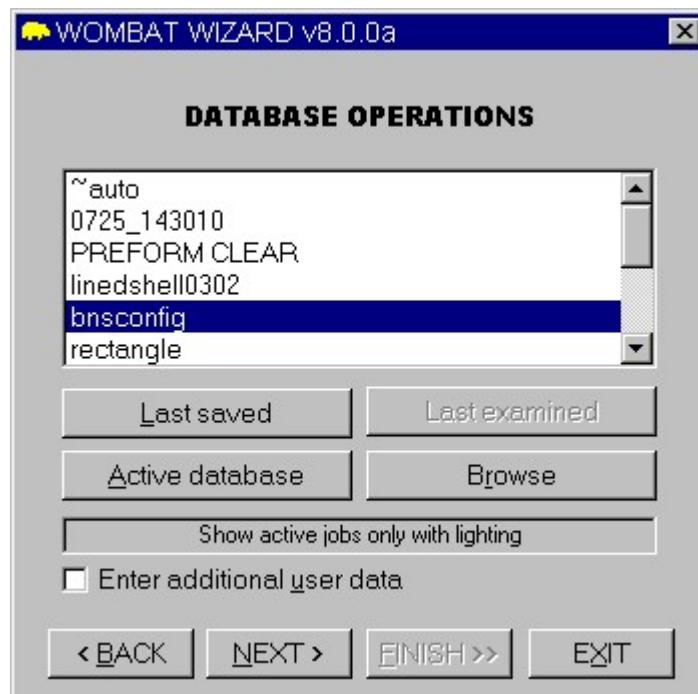 WOMBAT WIZARD v8.0.0a
DATABASE OPERATIONS
~auto
0725_143010
PREFORM CLEAR
linedshell0302
bnsconfig
rectangle
Last saved
Last examined
Active database
Browse
Show active jobs only with lighting
Enter additional user data
< BACK
NEXT >
FINISH >>
EXIT